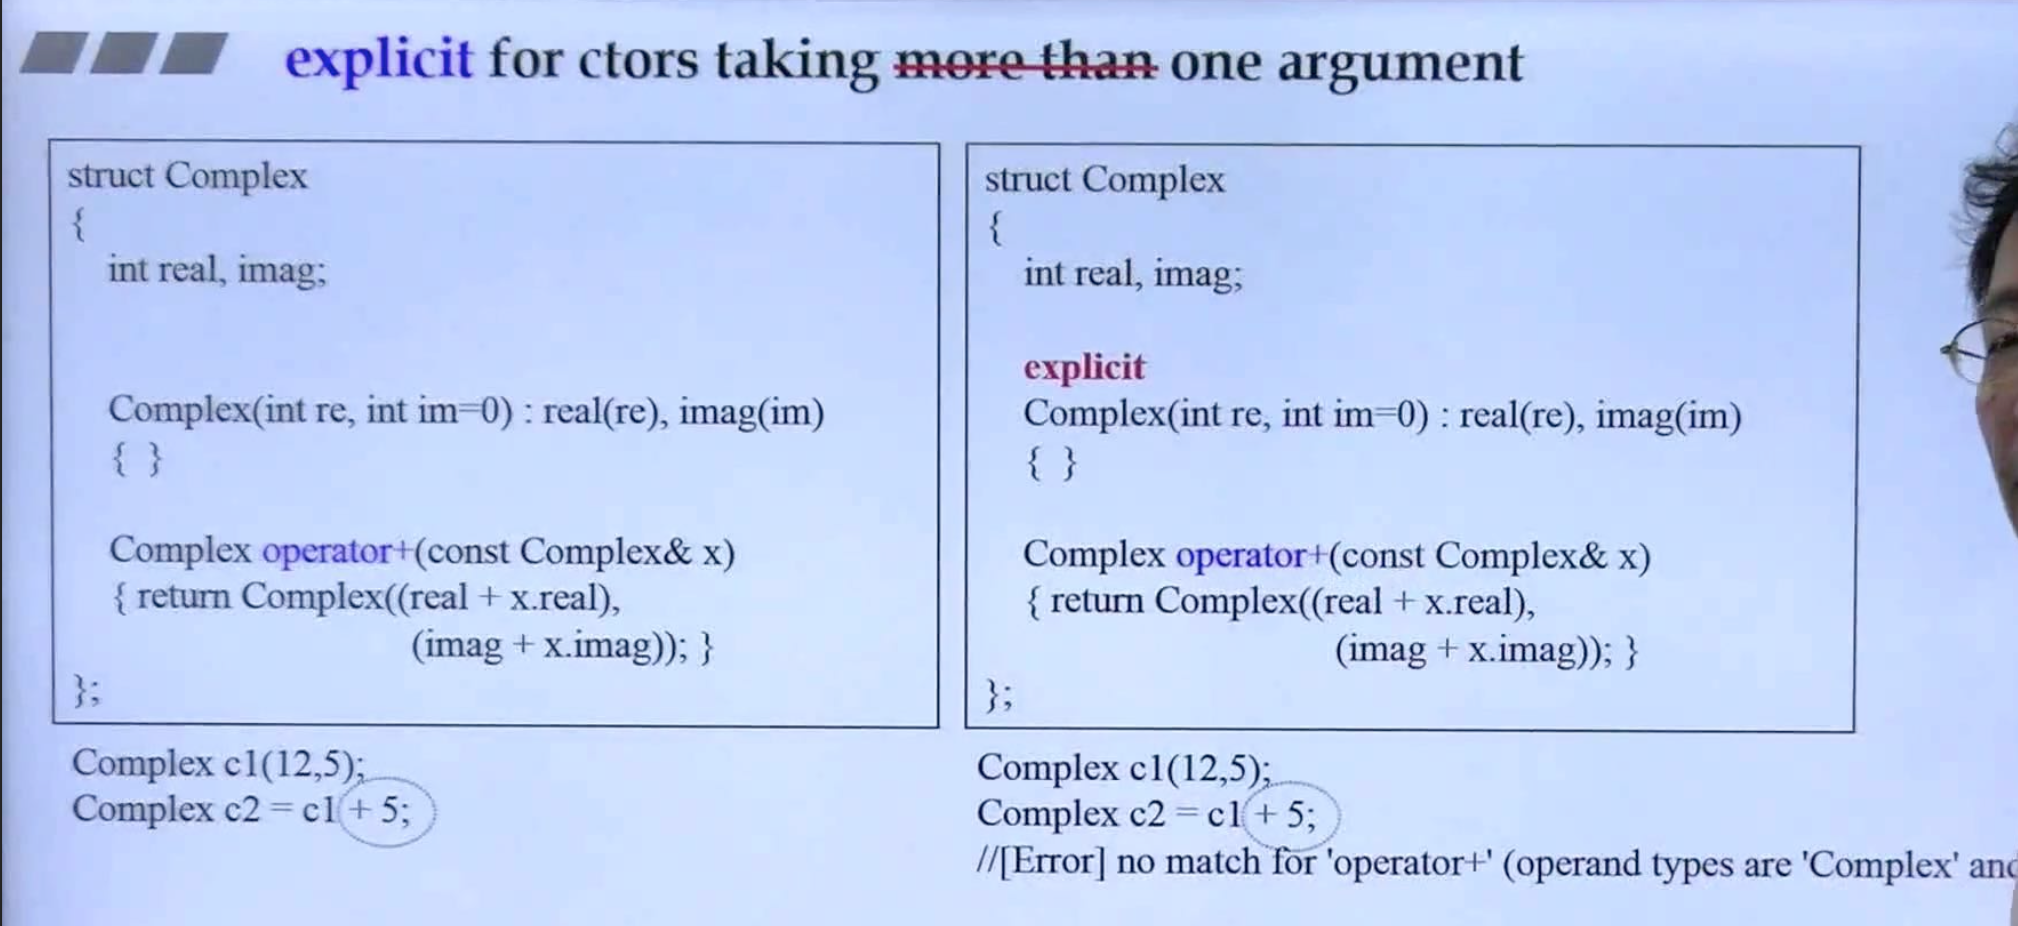 explicit for ctors taking more than one argument
struct Complex
{
int real, imag;
Complex(int re, int im=0) : real(re), imag(im)
{ }
Complex operator+(const Complex& x)
{ return Complex((real + x.real),
(imag + x.imag)); }
};
Complex c1(12,5);
Complex c2 = c1 + 5;
struct Complex
{
int real, imag;
explicit
Complex(int re, int im=0) : real(re), imag(im)
{ }
Complex operator+(const Complex& x)
{ return Complex((real + x.real),
(imag + x.imag)); }
};
Complex c1(12,5);
Complex c2 = c1 + 5;
//[Error] no match for 'operator+' (operand types are 'Complex' and